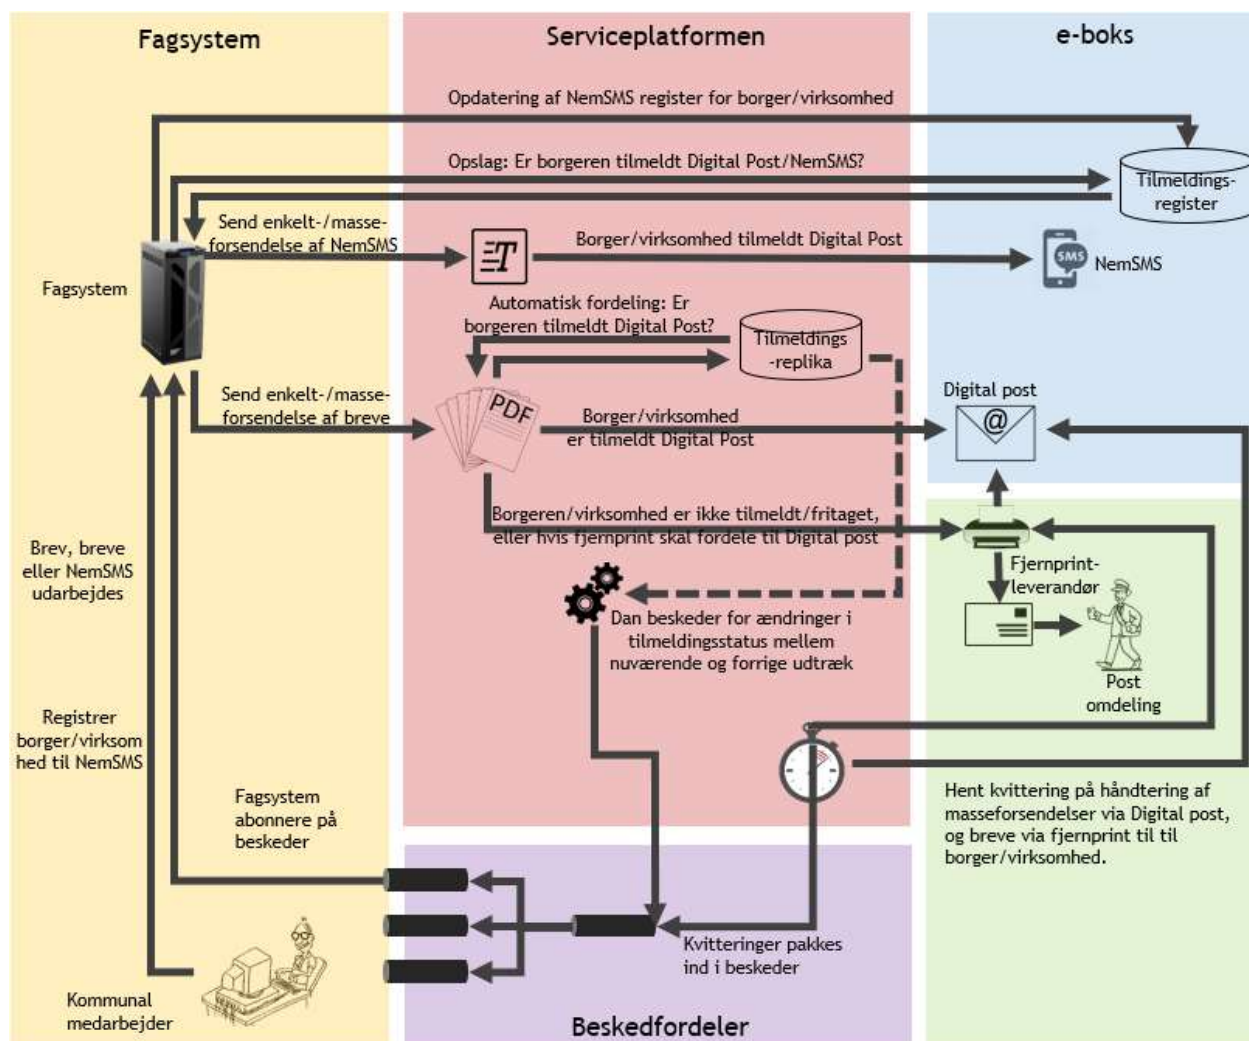 Fagsystem
Serviceplatformen
e-boks
Opdatering af NemSMS register for borger/virksomhed
Opslag: Er borgeren tilmeldt Digital Post/NemSMS?
Tilmeldings-
register
Send enkelt-/masse-
forsendelse af NemSMS
T
Borger/virksomhed tilmeldt Digital Post
SMS
NemSMS
Fagsystem
Automatisk fordeling: Er
borgeren tilmeldt Digital Post?
Tilmeldings
-replika
Send enkelt-/masse-
forsendelse af breve
PDF
Borger/virksomhed
er tilmeldt Digital Post
Digital post
@
Borgeren/virksomhed er ikke tilmeldt/fritaget,
eller hvis fjernprint skal fordele til Digital post
Brev, breve
eller NemSMS
udarbejdes
Fjernprint-
leverandør
Dan beskeder for ændringer i
tilmeldingsstatus mellem
nuværende og forrige udtræk
Post
omdeling
Registrer
borger/virksom
hed til NemSMS
Fagsystem
abonnere på
beskeder
Hent kvittering på håndtering af
masseforsendelser via Digital post,
og breve via fjernprint til til
borger/virksomhed.
Kvitteringer pakkes
ind i beskeder
Kommunal
medarbejder
Beskedfordeler